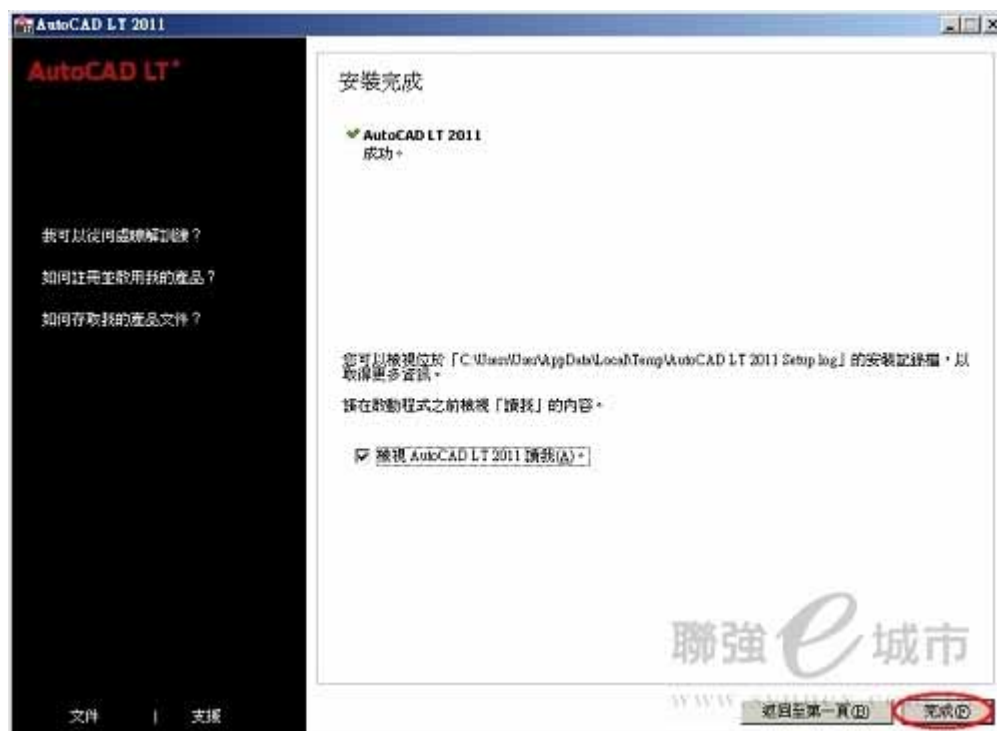 AutoCAD LT 2011
AutoCAD LT
安裝完成
AutoCAD LT 2011
成功。
我可以從何處瞭解訓練？
如何註冊並啟用我的產品？
如何存取我的產品文件？
您可以檢視位於「C:\Users\User\AppData\Local\Temp\AutoCAD LT 2011 Setup.log」的安裝記錄檔，以
取得更多資訊。
請在啟動程式之前檢視「讀我」的內容。
檢視 AutoCAD LT 2011 讀我(A)。
聯強e城市
文件 | 支援
返回至第一頁(B) 完成(F)